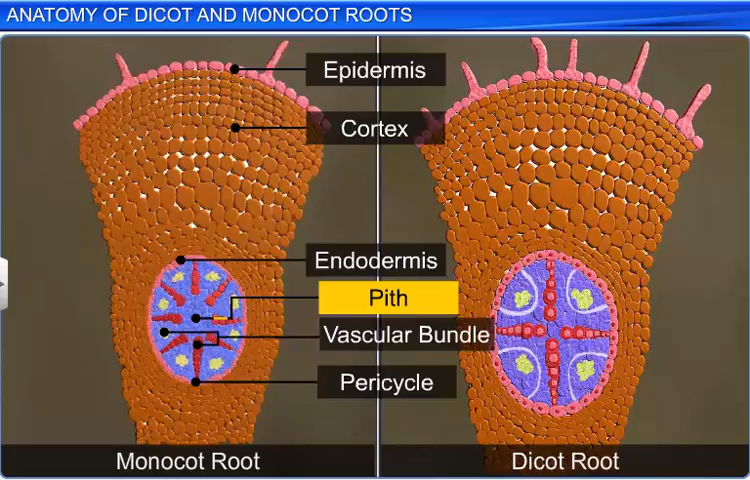 ANATOMY OF DICOT AND MONOCOT ROOTS
Epidermis
Cortex
Endodermis
Pith
Vascular Bundle
Pericycle
Monocot Root
Dicot Root